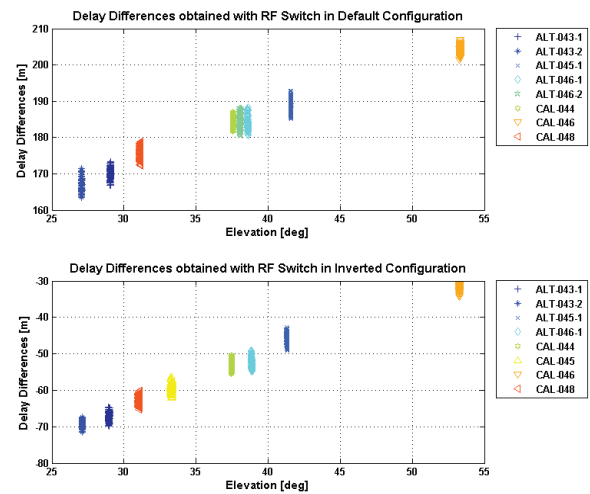 Delay Differences obtained with RF Switch in Default Configuration
Delay Differences [m]
210
200
190
180
170
160
25
30
35
40
45
50
55
Elevation [deg]
ALT-043-1
ALT-043-2
ALT-045-1
ALT-046-1
ALT-046-2
CAL-044
CAL-046
CAL-048
Delay Differences obtained with RF Switch in Inverted Configuration
Delay Differences [m]
-30
-40
-50
-60
-70
-80
25
30
35
40
45
50
55
Elevation [deg]
ALT-043-1
ALT-043-2
ALT-045-1
ALT-046-1
CAL-044
CAL-045
CAL-046
CAL-048